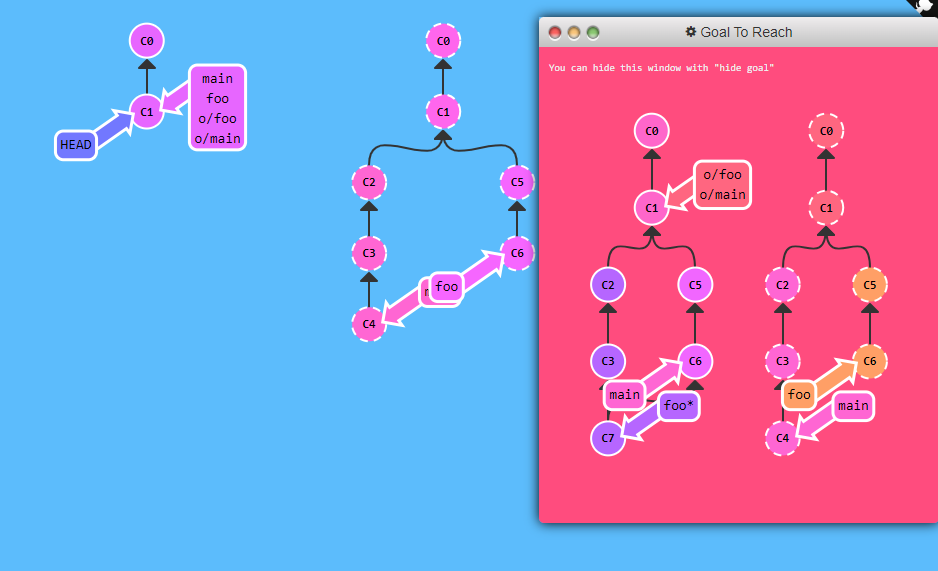 C0
C1
main
foo
o/foo
o/main
HEAD
C0
C1
C2
C5
C3
C6
foo
C4
Goal To Reach
You can hide this window with "hide goal"
C0
C1
o/foo
o/main
C2
C5
C3
C6
main
foo*
C7
C0
C1
C2
C5
C3
C6
foo
main
C4